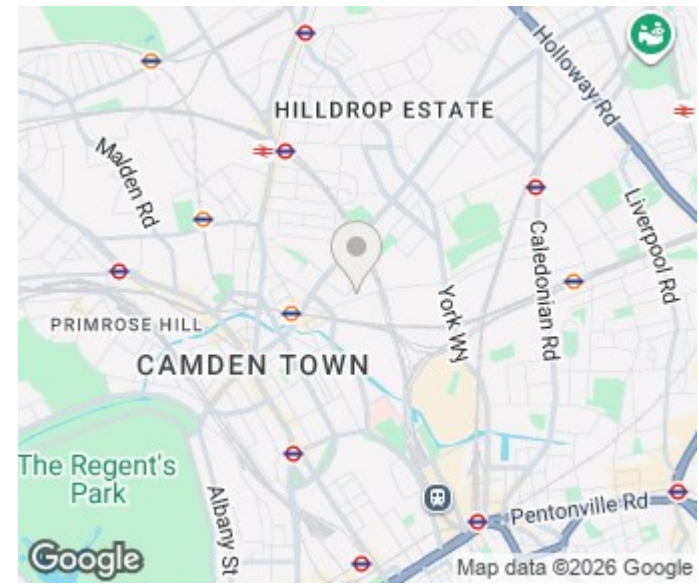 Holloway Rd
HILLDROP ESTATE
Malden Rd
Liverpool Rd
Caledonian Rd
York Wy
PRIMROSE HILL
CAMDEN TOWN
The Regent's
Park
Albany St
Pentonville Rd
Google
Map data ©2026 Google